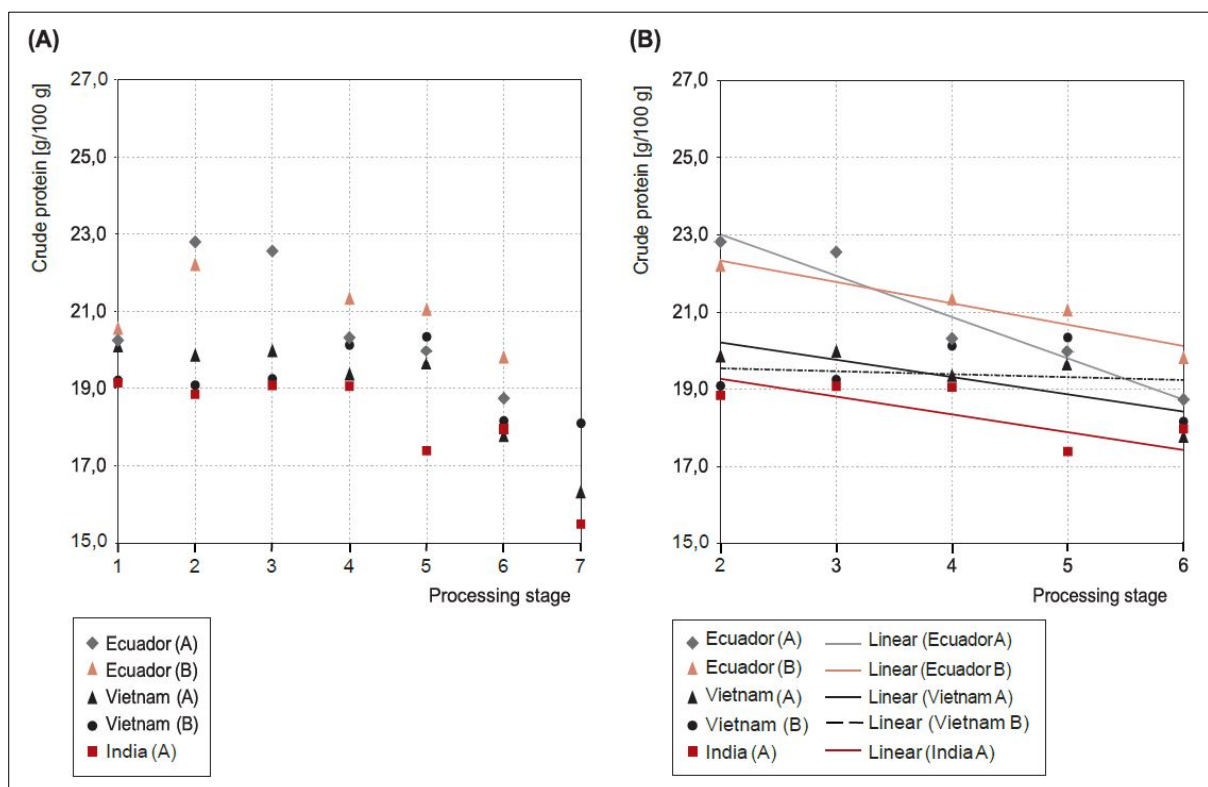 (A)
Crude protein [g/100 g]
27,0
25,0
23,0
21,0
19,0
17,0
15,0
1 2 3 4 5 6 7
Processing stage
Ecuador (A)
Ecuador (B)
Vietnam (A)
Vietnam (B)
India (A)
(B)
Crude protein [g/100 g]
27,0
25,0
23,0
21,0
19,0
17,0
15,0
2 3 4 5 6
Processing stage
Ecuador (A) Linear (Ecuador A)
Ecuador (B) Linear (Ecuador B)
Vietnam (A) Linear (Vietnam A)
Vietnam (B) Linear (Vietnam B)
India (A) Linear (India A)